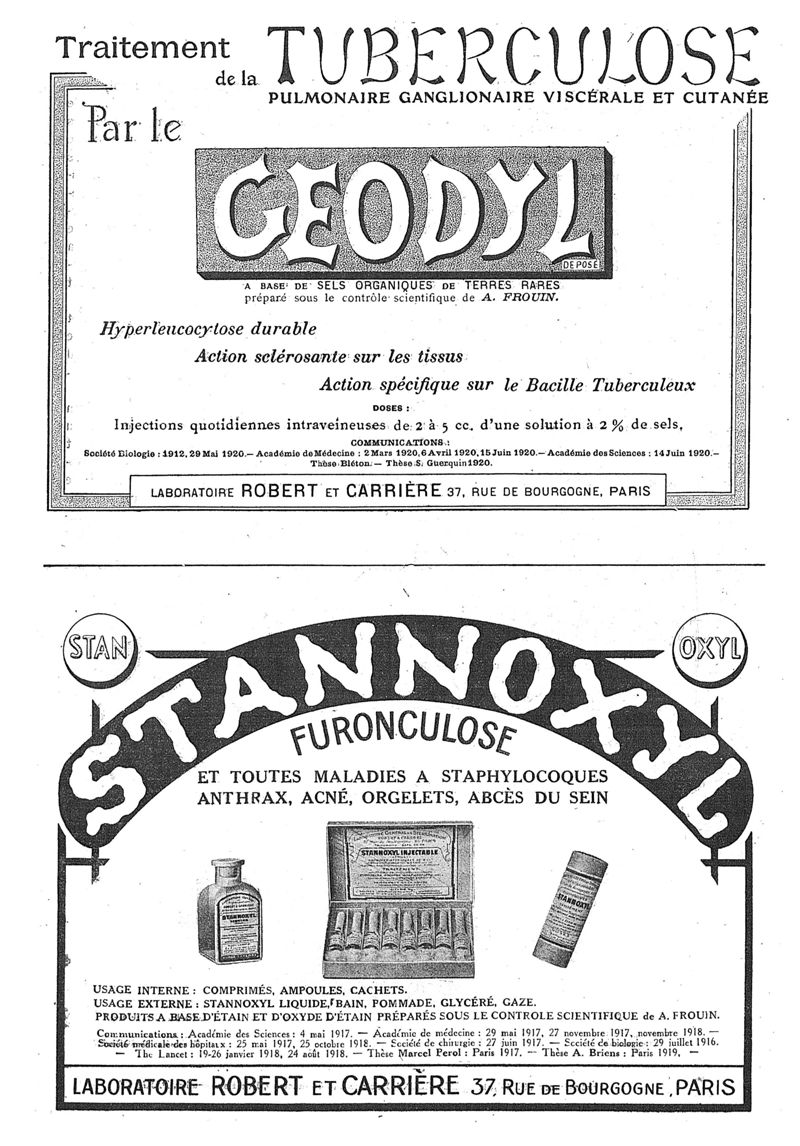 Traitement
de la TUBERCULOSE
PULMONAIRE GANGLIONAIRE VISCÉRALE ET CUTANÉE
Par le
GEODYL
DEPOSÉ
A BASE DE SELS ORGANIQUES DE TERRES RARES
préparé sous le contrôle scientifique de A. FROUIN.
Hyperleucocytose durable
Action sclérosante sur les tissus
Action spécifique sur le Bacille Tuberculeux
DOSES :
Injections quotidiennes intraveineuses de 2 à 5 cc. d'une solution à 2 % de sels.
COMMUNICATIONS :
Société Biologie : 1912, 29 Mai 1920. — Académie de Médecine : 2 Mars 1920, 6 Avril 1920, 15 Juin 1920. — Académie des Sciences : 14 Juin 1920. —
Thèse Bléton. — Thèse S. Guerquin 1920.
LABORATOIRE ROBERT ET CARRIÈRE 37, RUE DE BOURGOGNE, PARIS
STAN
OXYL
STANNOXYL
FURONCULOSE
ET TOUTES MALADIES A STAPHYLOCOQUES
ANTHRAX, ACNÉ, ORGELETS, ABCÈS DU SEIN
STANNOXYL INJECTABLE
TRAITEMENT
STANNOXYL
STANNOXYL
USAGE INTERNE : COMPRIMÉS, AMPOULES, CACHETS.
USAGE EXTERNE : STANNOXYL LIQUIDE, BAIN, POMMADE, GLYCÉRÉ, GAZE.
PRODUITS A BASE D'ÉTAIN ET D'OXYDE D'ÉTAIN PRÉPARÉS SOUS LE CONTROLE SCIENTIFIQUE de A. FROUIN.
Communications : Académie des Sciences : 4 mai 1917. — Académie de médecine : 29 mai 1917, 27 novembre 1917, novembre 1918. —
Société médicale des hôpitaux : 25 mai 1917, 25 octobre 1918. — Société de chirurgie : 27 juin 1917. — Société de biologie : 29 juillet 1916.
— The Lancet : 19-26 janvier 1918, 24 août 1918. — Thèse Marcel Perol : Paris 1917. — Thèse A. Briens : Paris 1919. —
LABORATOIRE ROBERT ET CARRIÈRE 37, RUE DE BOURGOGNE, PARIS